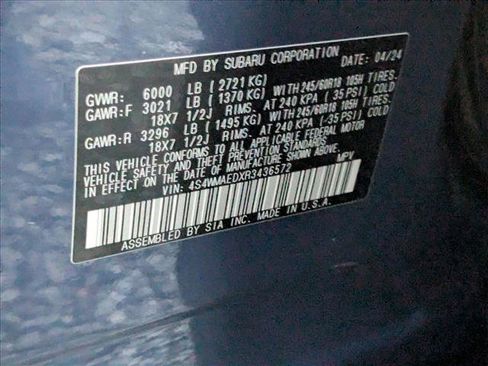 MFD BY SUBARU CORPORATION DATE: 04/24
GVWR: 6000 LB ( 2721 KG)
GAWR:F 3021 LB ( 1370 KG) WITH 245/60R18 105H TIRES.
18X7 1/2J RIMS. AT 240 KPA ( 35 PSI) COLD
GAWR:R 3296 LB ( 1495 KG) WITH 245/60R18 105H TIRES.
18X7 1/2J RIMS. AT 240 KPA ( 35 PSI) COLD
THIS VEHICLE CONFORMS TO ALL APPLICABLE FEDERAL MOTOR
VEHICLE SAFETY AND THEFT PREVENTION STANDARDS
IN EFFECT ON THE DATE OF MANUFACTURE SHOWN ABOVE.
VIN: 4S4WMAEDXR3436572 MPV
ASSEMBLED BY SIA INC. MADE IN U.S.A.